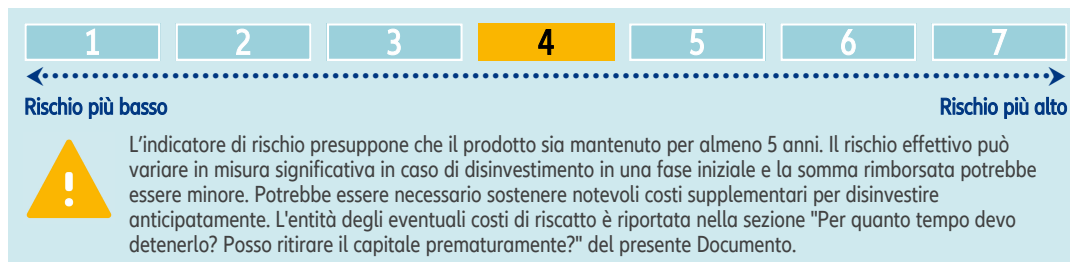 1 2 3 4 5 6 7
Rischio più basso Rischio più alto
L'indicatore di rischio presuppone che il prodotto sia mantenuto per almeno 5 anni. Il rischio effettivo può
variare in misura significativa in caso di disinvestimento in una fase iniziale e la somma rimborsata potrebbe
essere minore. Potrebbe essere necessario sostenere notevoli costi supplementari per disinvestire
anticipatamente. L'entità degli eventuali costi di riscatto è riportata nella sezione "Per quanto tempo devo
detenerlo? Posso ritirare il capitale prematuramente?" del presente Documento.